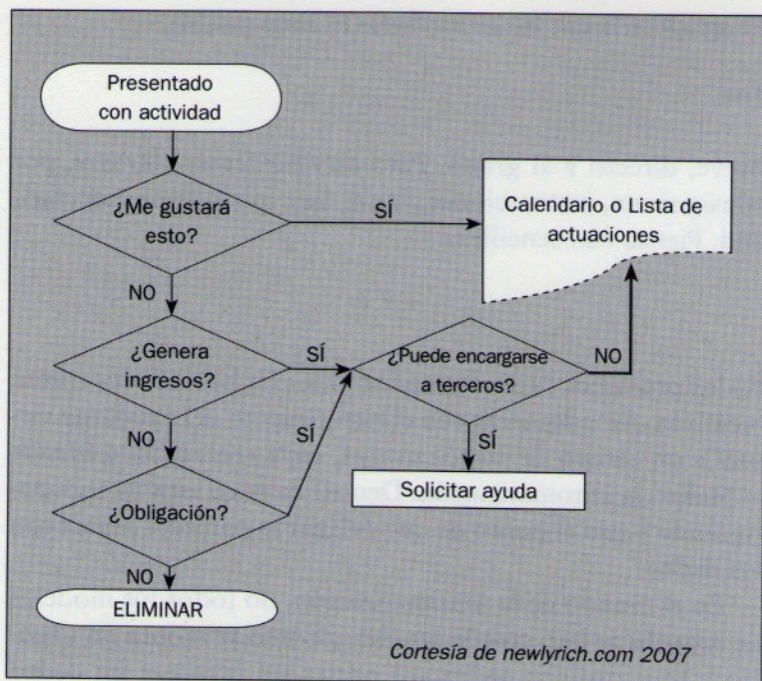 Presentado
con actividad
¿Me gustará
esto?
SÍ
Calendario o Lista de
actuaciones
NO
¿Genera
ingresos?
SÍ
¿Puede encargarse
a terceros?
NO
NO
SÍ
SÍ
Solicitar ayuda
¿Obligación?
NO
ELIMINAR
Cortesía de newlyrich.com 2007